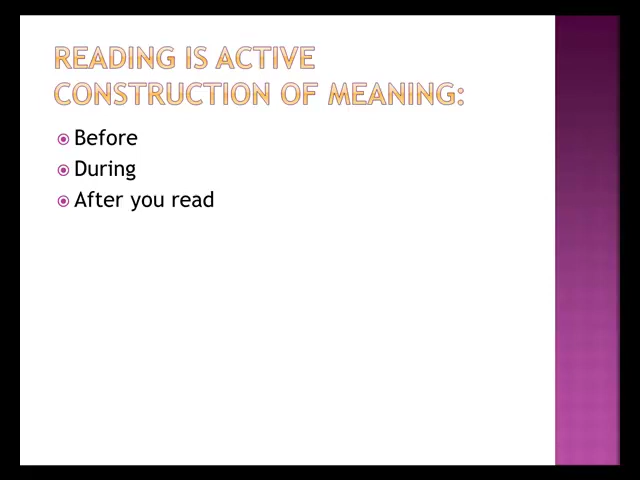 READING IS ACTIVE
CONSTRUCTION OF MEANING:
Before
During
After you read